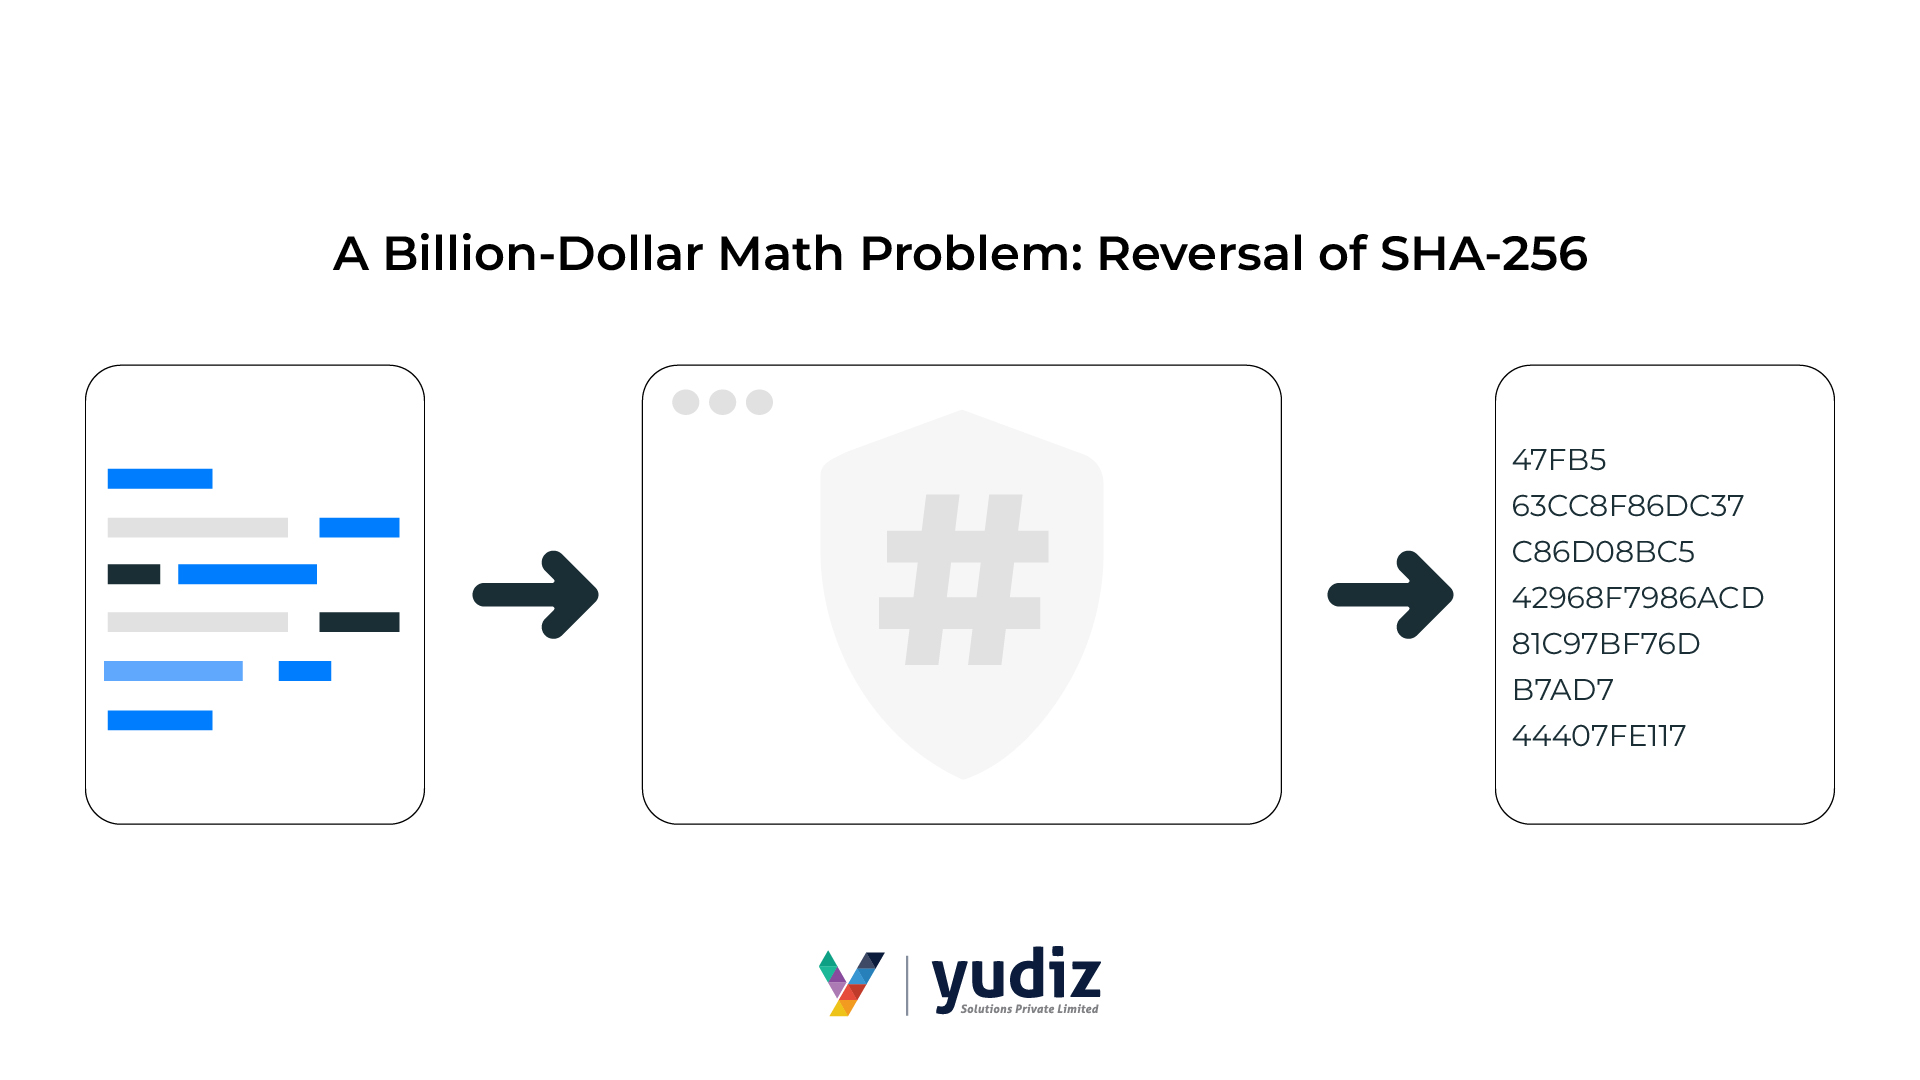 A Billion-Dollar Math Problem: Reversal of SHA-256
#
47FB5
63CC8F86DC37
C86D08BC5
42968F7986ACD
81C97BF76D
B7AD7
44407FE117
yudiz
Solutions Private Limited